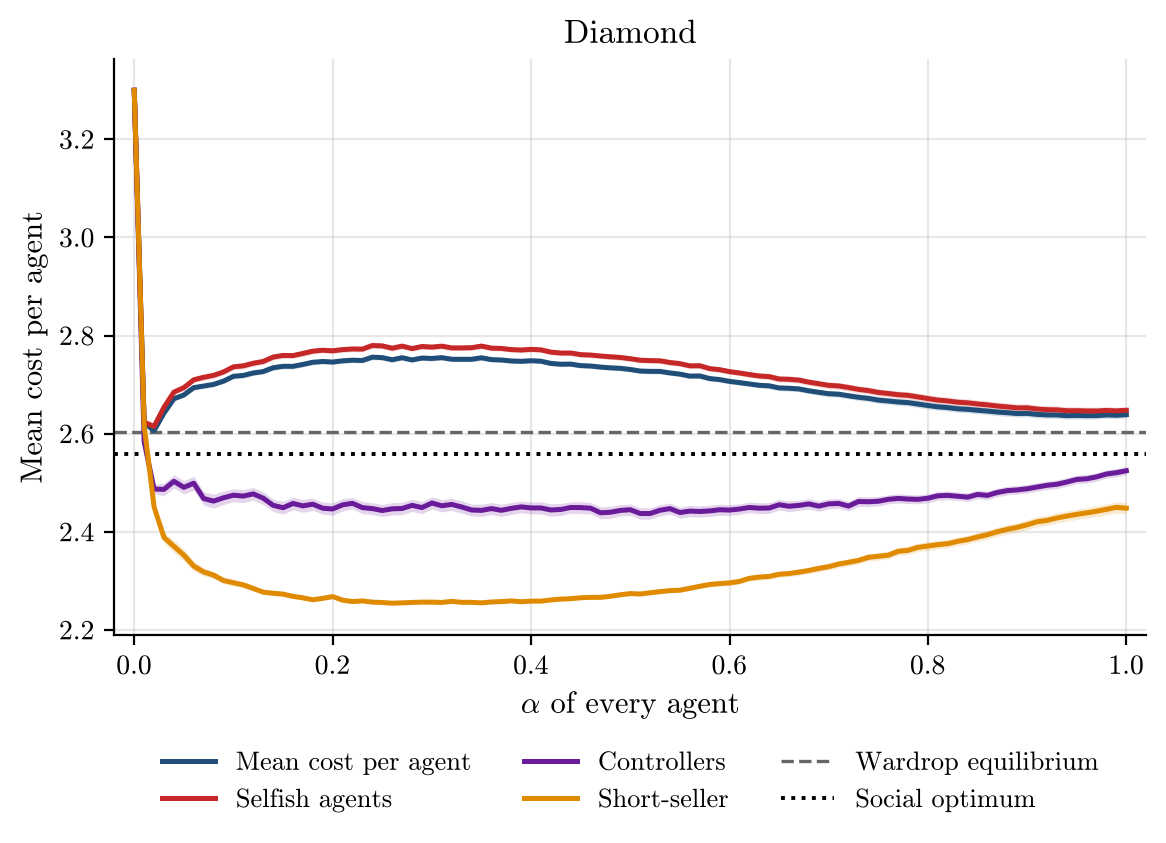 Diamond
Mean cost per agent
3.2
3.0
2.8
2.6
2.4
2.2
0.0 0.2 0.4 0.6 0.8 1.0
α of every agent
Mean cost per agent Controllers Wardrop equilibrium
Selfish agents Short-seller Social optimum